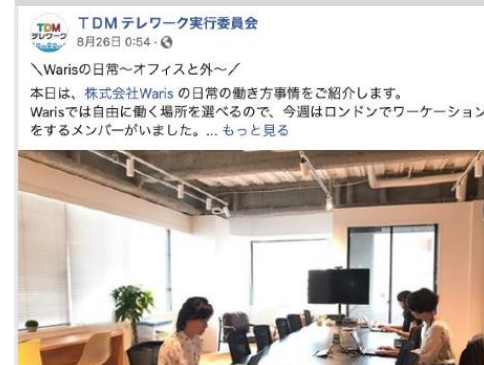 TDM
テレワーク
TDM テレワーク実行委員会
8月26日 0:54
＼Warisの日常〜オフィスと外〜／
本日は、株式会社Waris の日常の働き方事情をご紹介します。
Warisでは自由に働く場所を選べるので、今週はロンドンでワーケーション
をするメンバーがいました。... もっと見る